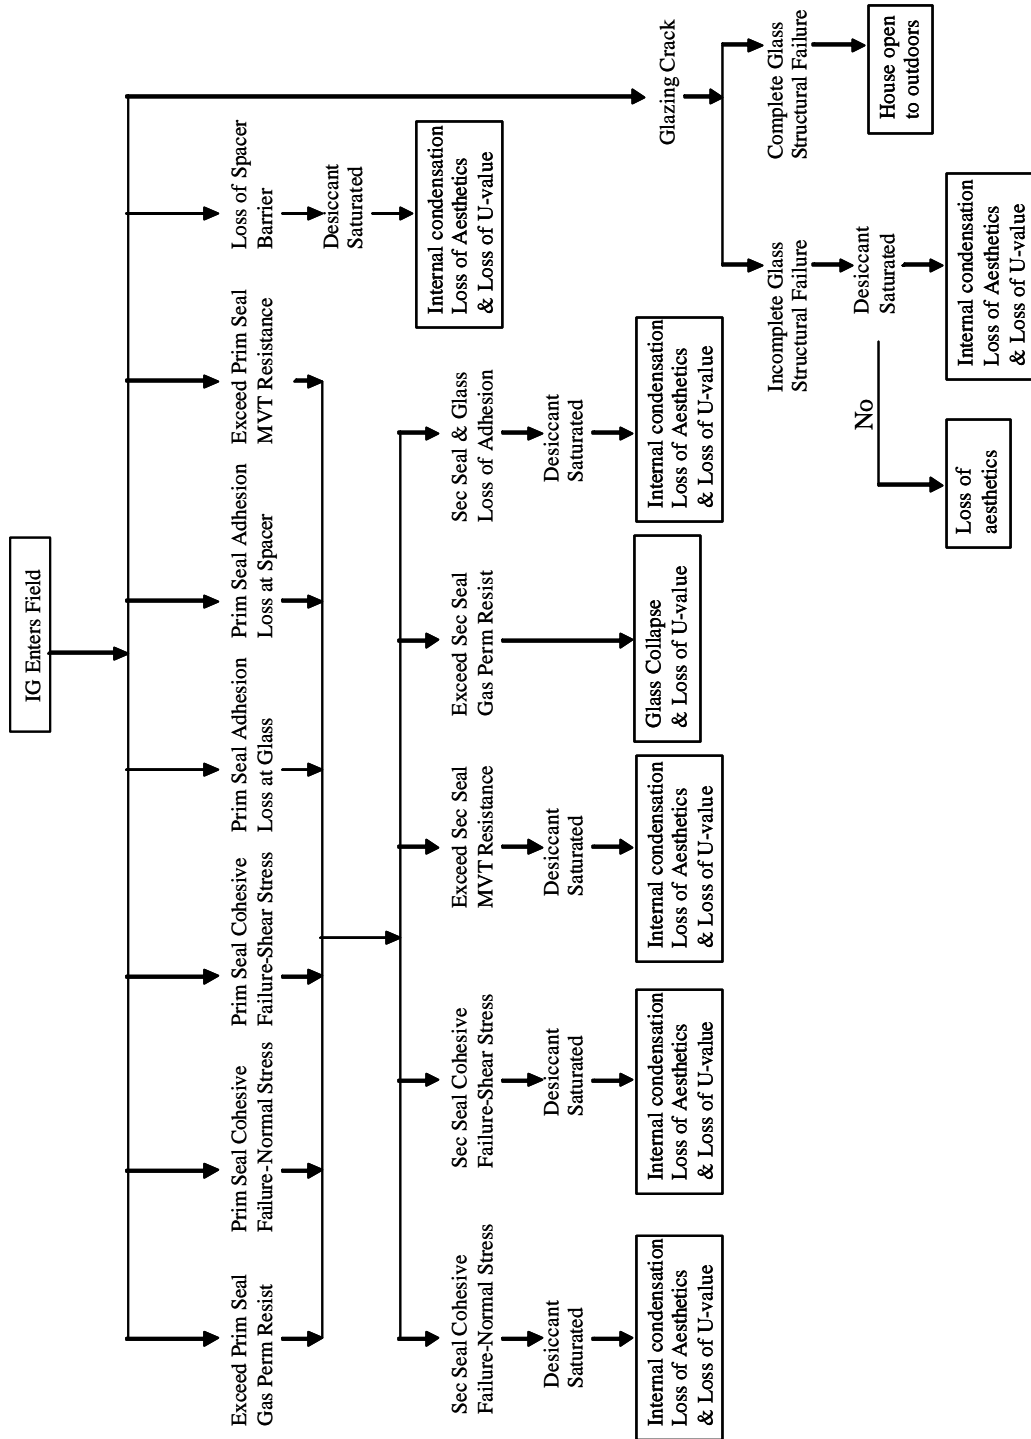 IG Enters Field
Exceed Prim Seal
Gas Perm Resist
Prim Seal Cohesive
Failure-Normal Stress
Prim Seal Cohesive
Failure-Shear Stress
Prim Seal Adhesion
Loss at Glass
Prim Seal Adhesion
Loss at Spacer
Exceed Prim Seal
MVT Resistance
Loss of Spacer
Barrier
Desiccant
Saturated
Internal condensation
Loss of Aesthetics
& Loss of U-value
Sec Seal Cohesive
Failure-Normal Stress
Desiccant
Saturated
Internal condensation
Loss of Aesthetics
& Loss of U-value
Sec Seal Cohesive
Failure-Shear Stress
Desiccant
Saturated
Internal condensation
Loss of Aesthetics
& Loss of U-value
Exceed Sec Seal
MVT Resistance
Desiccant
Saturated
Internal condensation
Loss of Aesthetics
& Loss of U-value
Exceed Sec Seal
Gas Perm Resist
Glass Collapse
& Loss of U-value
Sec Seal & Glass
Loss of Adhesion
Desiccant
Saturated
Internal condensation
Loss of Aesthetics
& Loss of U-value
Glazing Crack
Incomplete Glass
Structural Failure
Desiccant
Saturated
No
Loss of
aesthetics
Internal condensation
Loss of Aesthetics
& Loss of U-value
Complete Glass
Structural Failure
House open
to outdoors